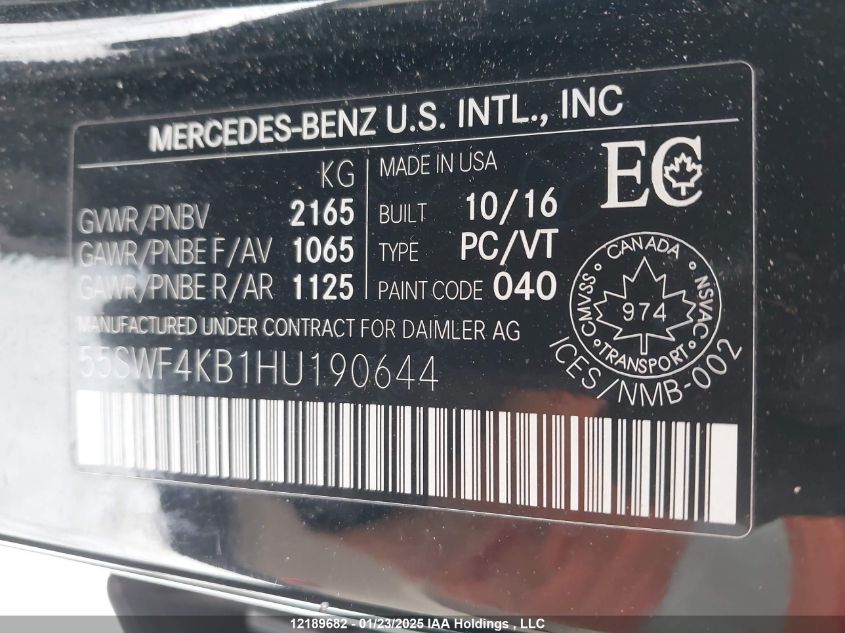 MERCEDES-BENZ U.S. INTL., INC
KG
GVWR/PNBV 2165
GAWR/PNBE F/AV 1065
GAWR/PNBE R/AR 1125
MADE IN USA
BUILT 10/16
TYPE PC/VT
PAINT CODE 040
EC
CANADA
CMVSS NSVAC
974
TRANSPORT
ICES/NMB-002
MANUFACTURED UNDER CONTRACT FOR DAIMLER AG
55SWF4KB1HU190644
12189682 - 01/23/2025 IAA Holdings , LLC